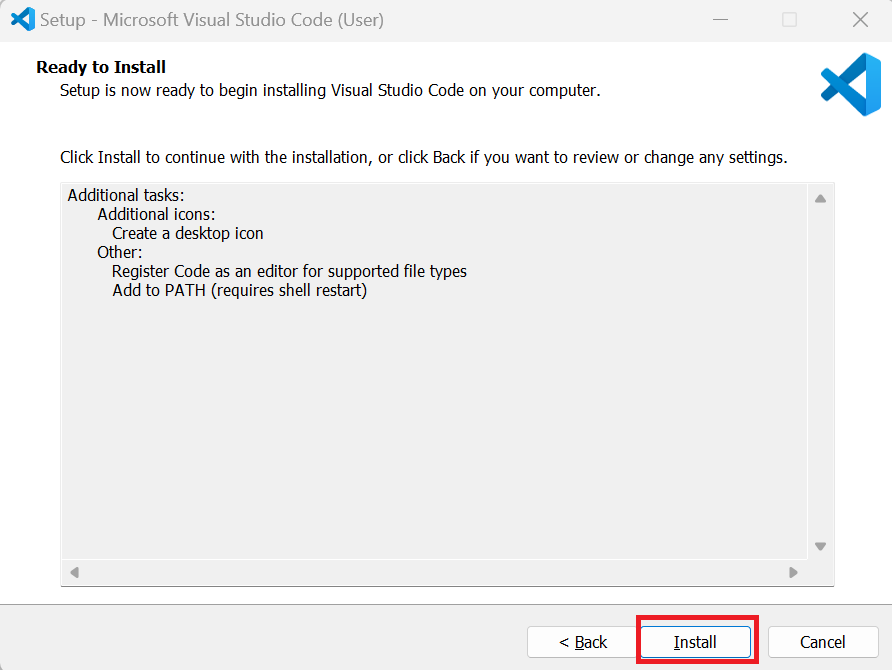 Setup - Microsoft Visual Studio Code (User)
Ready to Install
Setup is now ready to begin installing Visual Studio Code on your computer.
Click Install to continue with the installation, or click Back if you want to review or change any settings.
Additional tasks:
Additional icons:
Create a desktop icon
Other:
Register Code as an editor for supported file types
Add to PATH (requires shell restart)
< Back Install Cancel